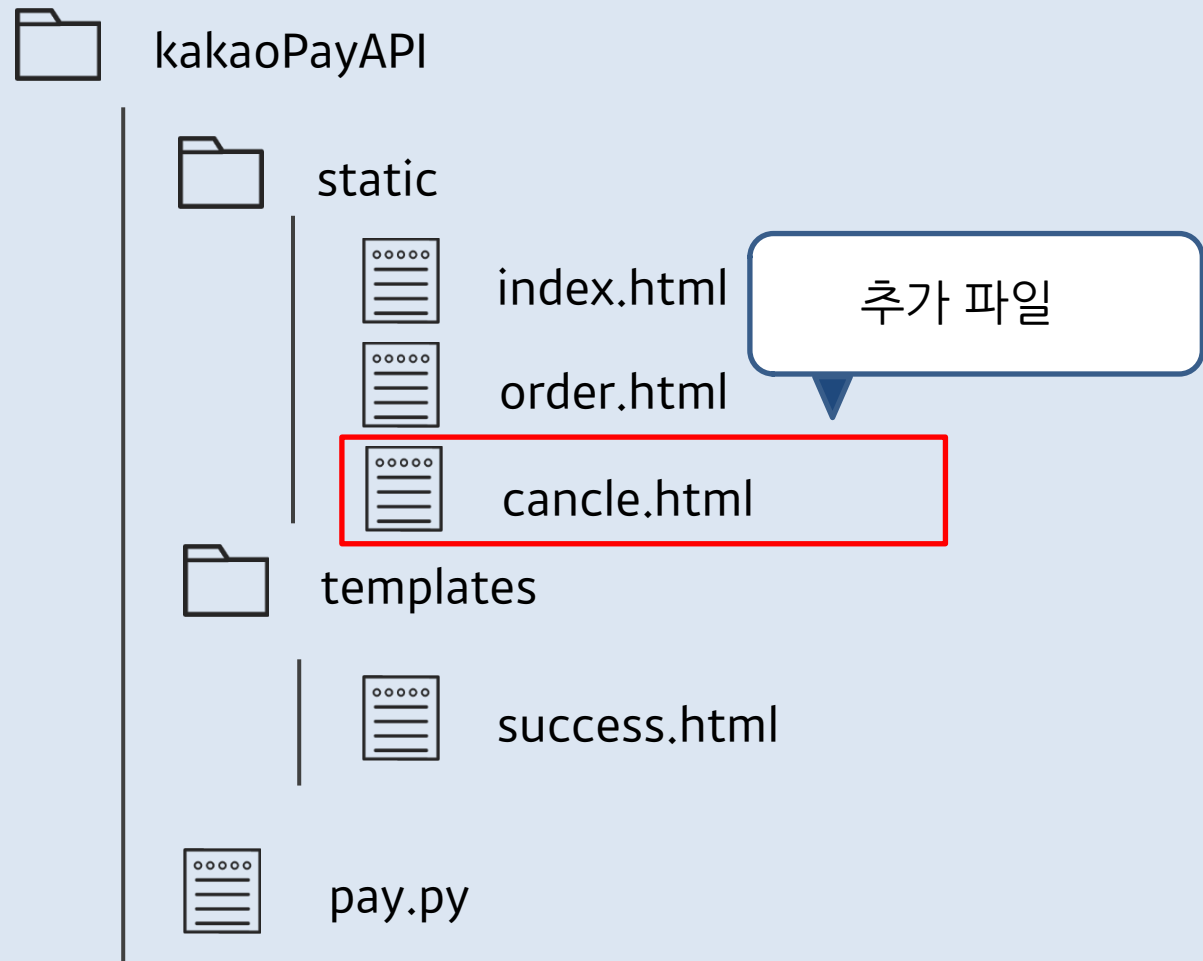 kakaoPayAPI
static
index.html
추가 파일
order.html
cancle.html
templates
success.html
pay.py